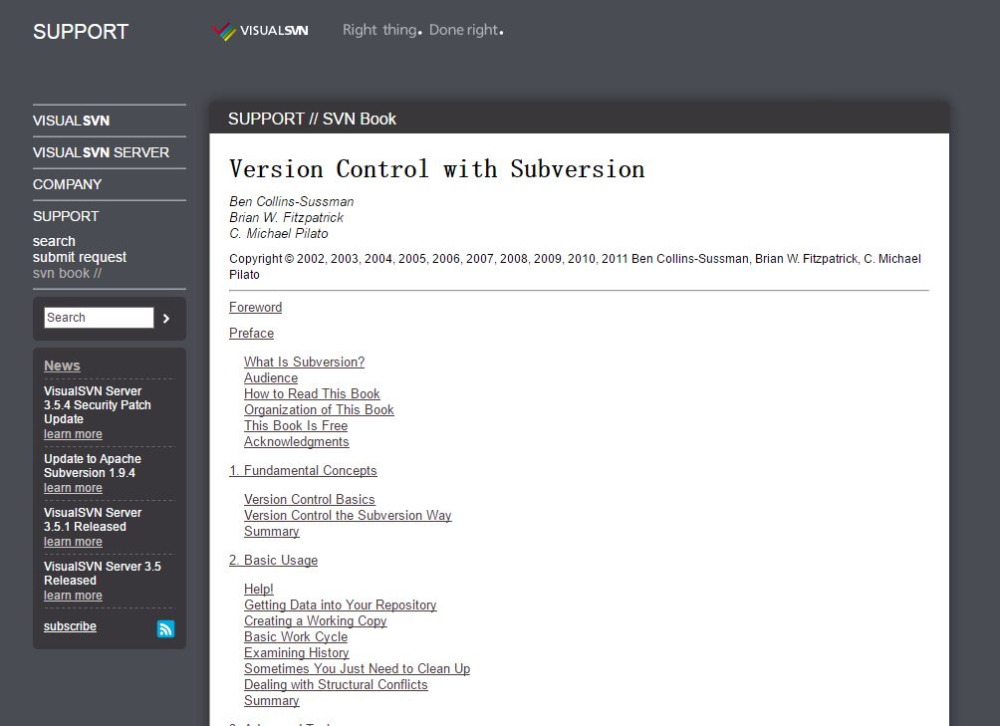 SUPPORT
VISUALSVN
Right thing. Done right.
VISUALSVN
VISUALSVN SERVER
COMPANY
SUPPORT
search
submit request
svn book //
Search
News
VisualSVN Server
3.5.4 Security Patch
Update
learn more
Update to Apache
Subversion 1.9.4
learn more
VisualSVN Server
3.5.1 Released
learn more
VisualSVN Server 3.5
Released
learn more
subscribe
SUPPORT // SVN Book
Version Control with Subversion
Ben Collins-Sussman
Brian W. Fitzpatrick
C. Michael Pilato
Copyright © 2002, 2003, 2004, 2005, 2006, 2007, 2008, 2009, 2010, 2011 Ben Collins-Sussman, Brian W. Fitzpatrick, C. Michael
Pilato
Foreword
Preface
What Is Subversion?
Audience
How to Read This Book
Organization of This Book
This Book Is Free
Acknowledgments
1. Fundamental Concepts
Version Control Basics
Version Control the Subversion Way
Summary
2. Basic Usage
Help!
Getting Data into Your Repository
Creating a Working Copy
Basic Work Cycle
Examining History
Sometimes You Just Need to Clean Up
Dealing with Structural Conflicts
Summary